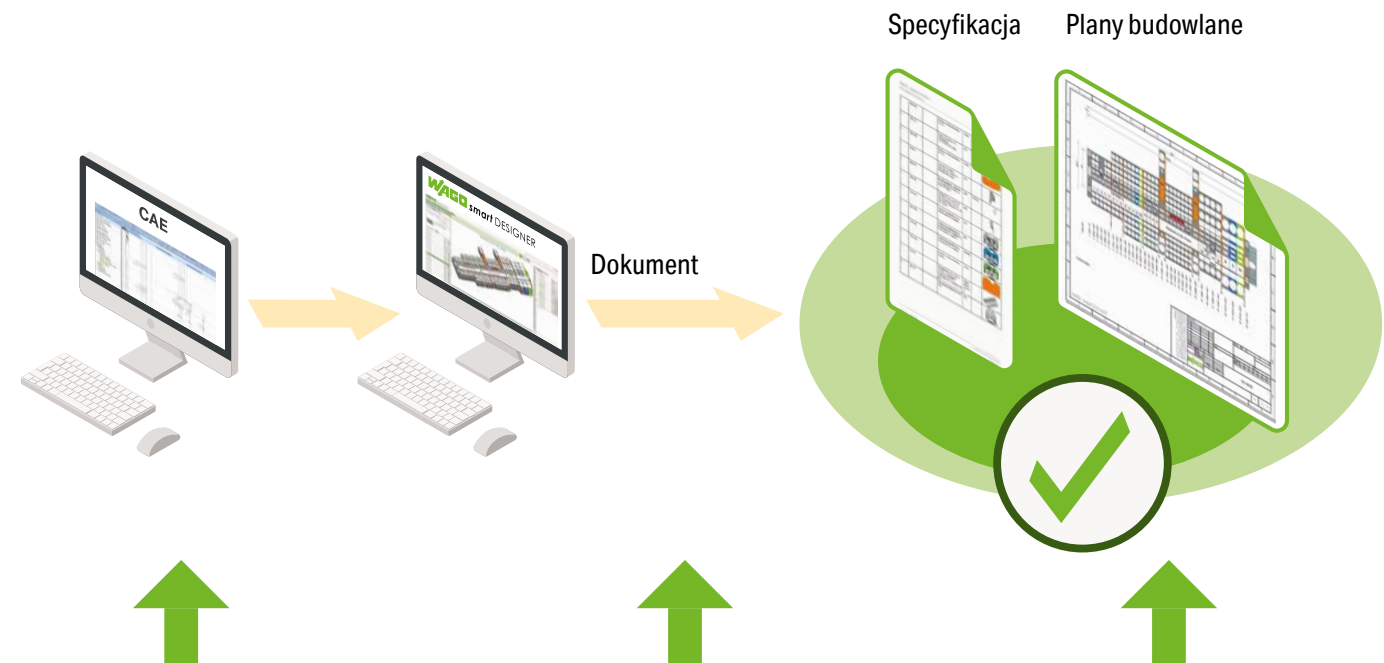 Specyfikacja
Plany budowlane
CAE
WAGO smart DESIGNER
Dokument